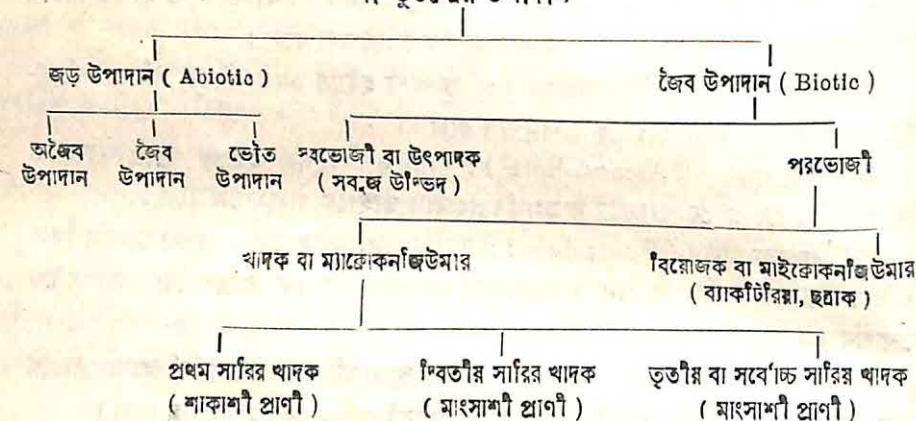 জড় উপাদান ( Abiotic )
জৈব উপাদান ( Biotic )
অজৈব উপাদান
জৈব উপাদান
ভৌত উপাদান
স্বভোজী বা উৎপাদক
( সবুজ উদ্ভিদ )
পরভোজী
খাদক বা ম্যাক্রোকনজিউমার
বিয়োজক বা মাইক্রোকনজিউমার
( ব্যাকটিরিয়া, ছত্রাক )
প্রথম সারির খাদক
( শাকাশী প্রাণী )
দ্বিতীয় সারির খাদক
( মাংসাশী প্রাণী )
তৃতীয় বা সর্বোচ্চ সারির খাদক
( মাংসাশী প্রাণী )